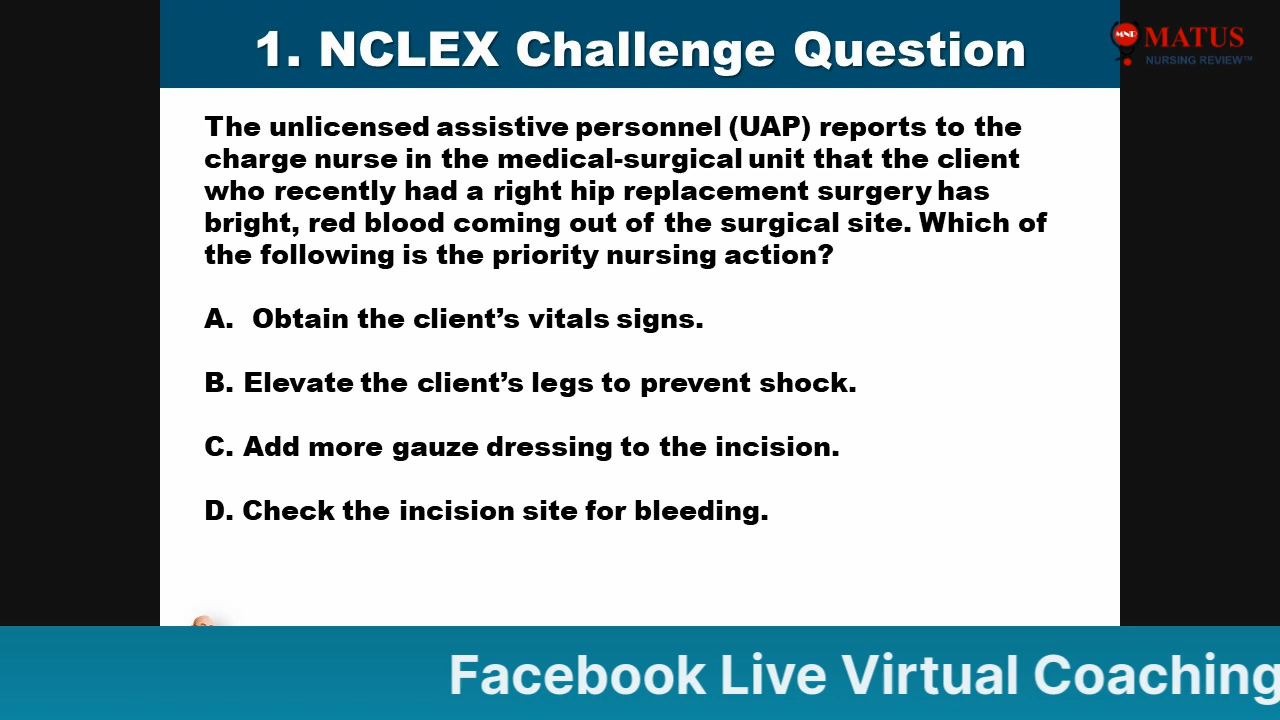 1. NCLEX Challenge Question
MNR MATUS
NURSING REVIEW™
The unlicensed assistive personnel (UAP) reports to the
charge nurse in the medical-surgical unit that the client
who recently had a right hip replacement surgery has
bright, red blood coming out of the surgical site. Which of
the following is the priority nursing action?
A. Obtain the client’s vitals signs.
B. Elevate the client’s legs to prevent shock.
C. Add more gauze dressing to the incision.
D. Check the incision site for bleeding.
Facebook Live Virtual Coaching